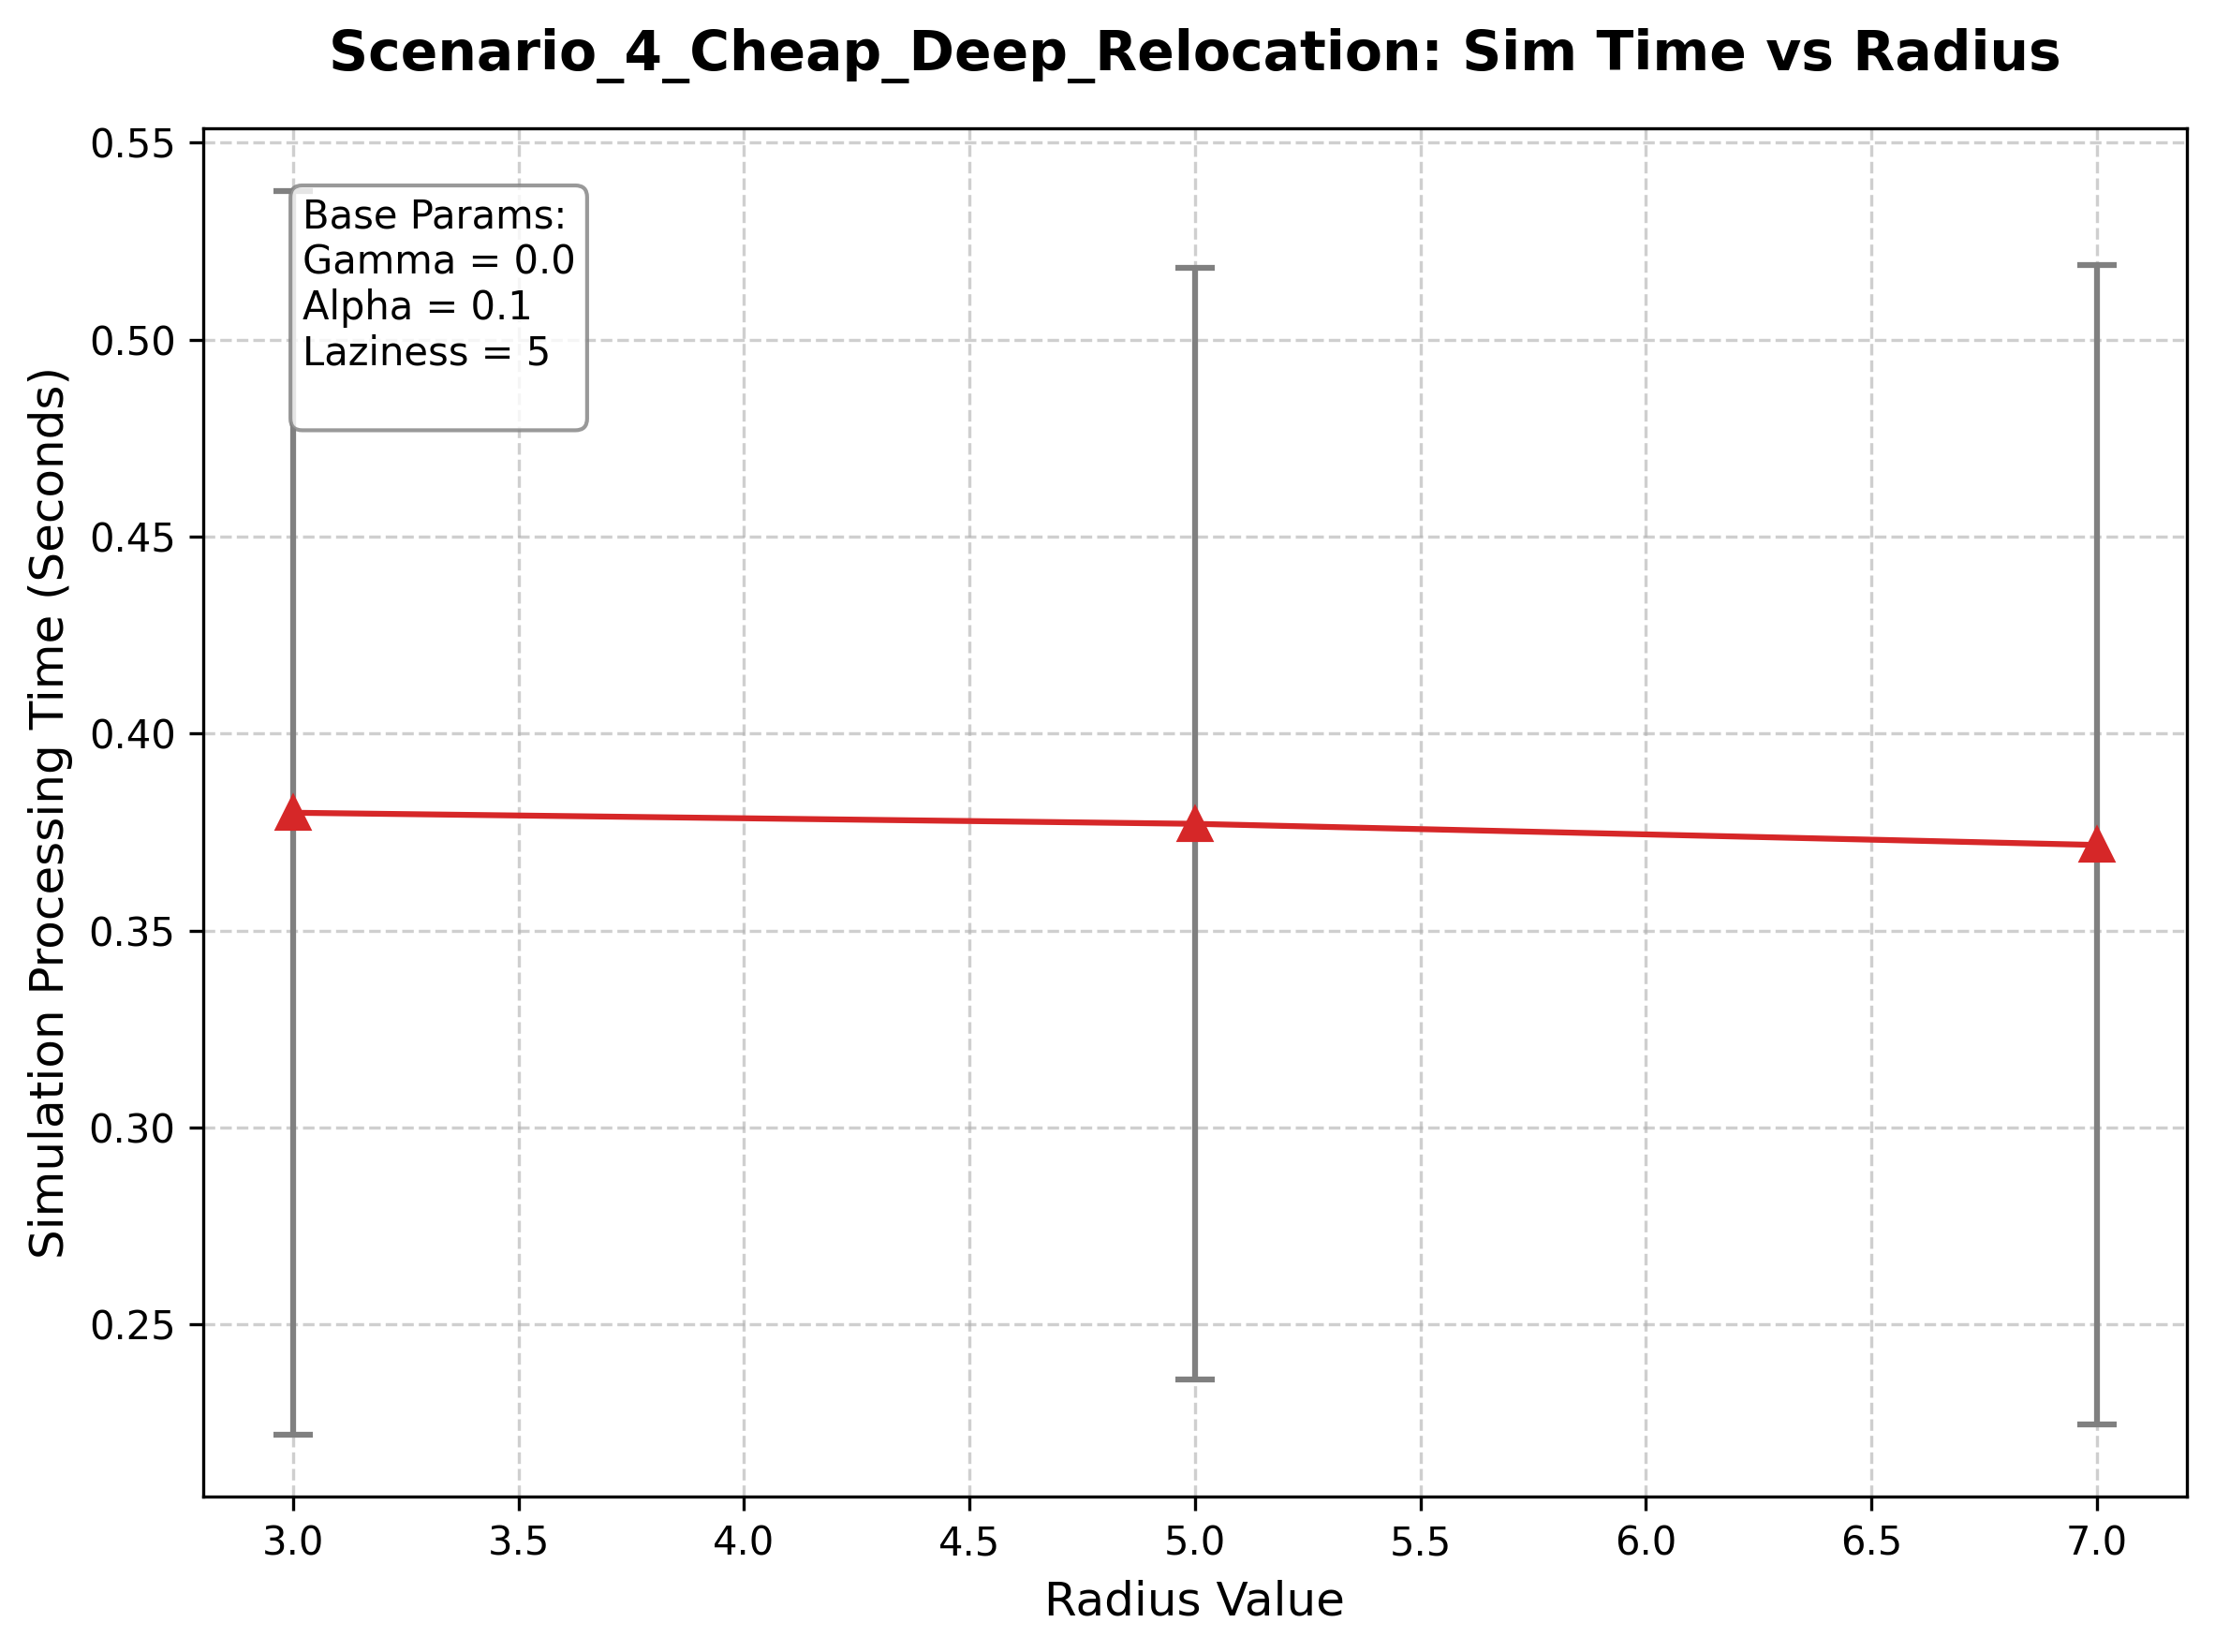 Scenario_4_Cheap_Deep_Relocation: Sim Time vs Radius
Simulation Processing Time (Seconds)
0.55
0.50
0.45
0.40
0.35
0.30
0.25
Base Params:
Gamma = 0.0
Alpha = 0.1
Laziness = 5
3.0 3.5 4.0 4.5 5.0 5.5 6.0 6.5 7.0
Radius Value